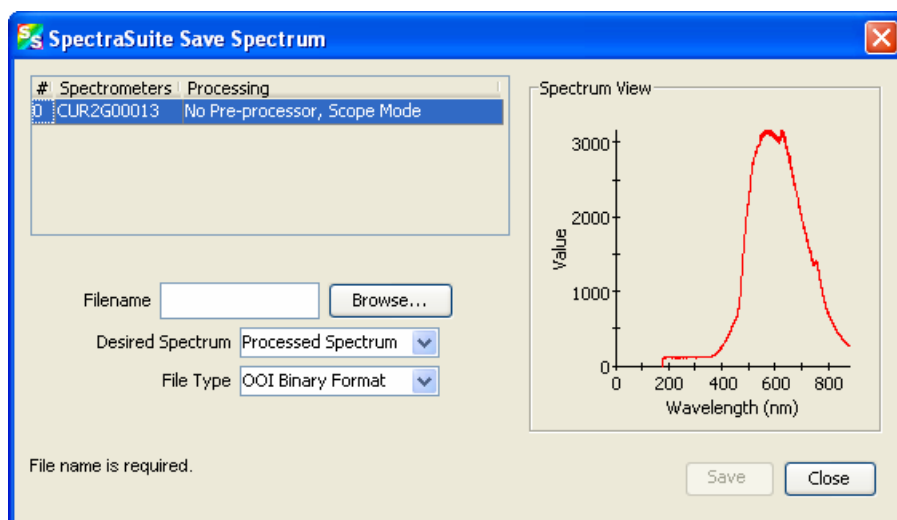 SpectraSuite Save Spectrum
# Spectrometers Processing
0 CUR2G00013 No Pre-processor, Scope Mode
Filename Browse...
Desired Spectrum Processed Spectrum
File Type OOI Binary Format
File name is required.
Spectrum View
3000
2000
1000
0
Value
0 200 400 600 800
Wavelength (nm)
Save Close